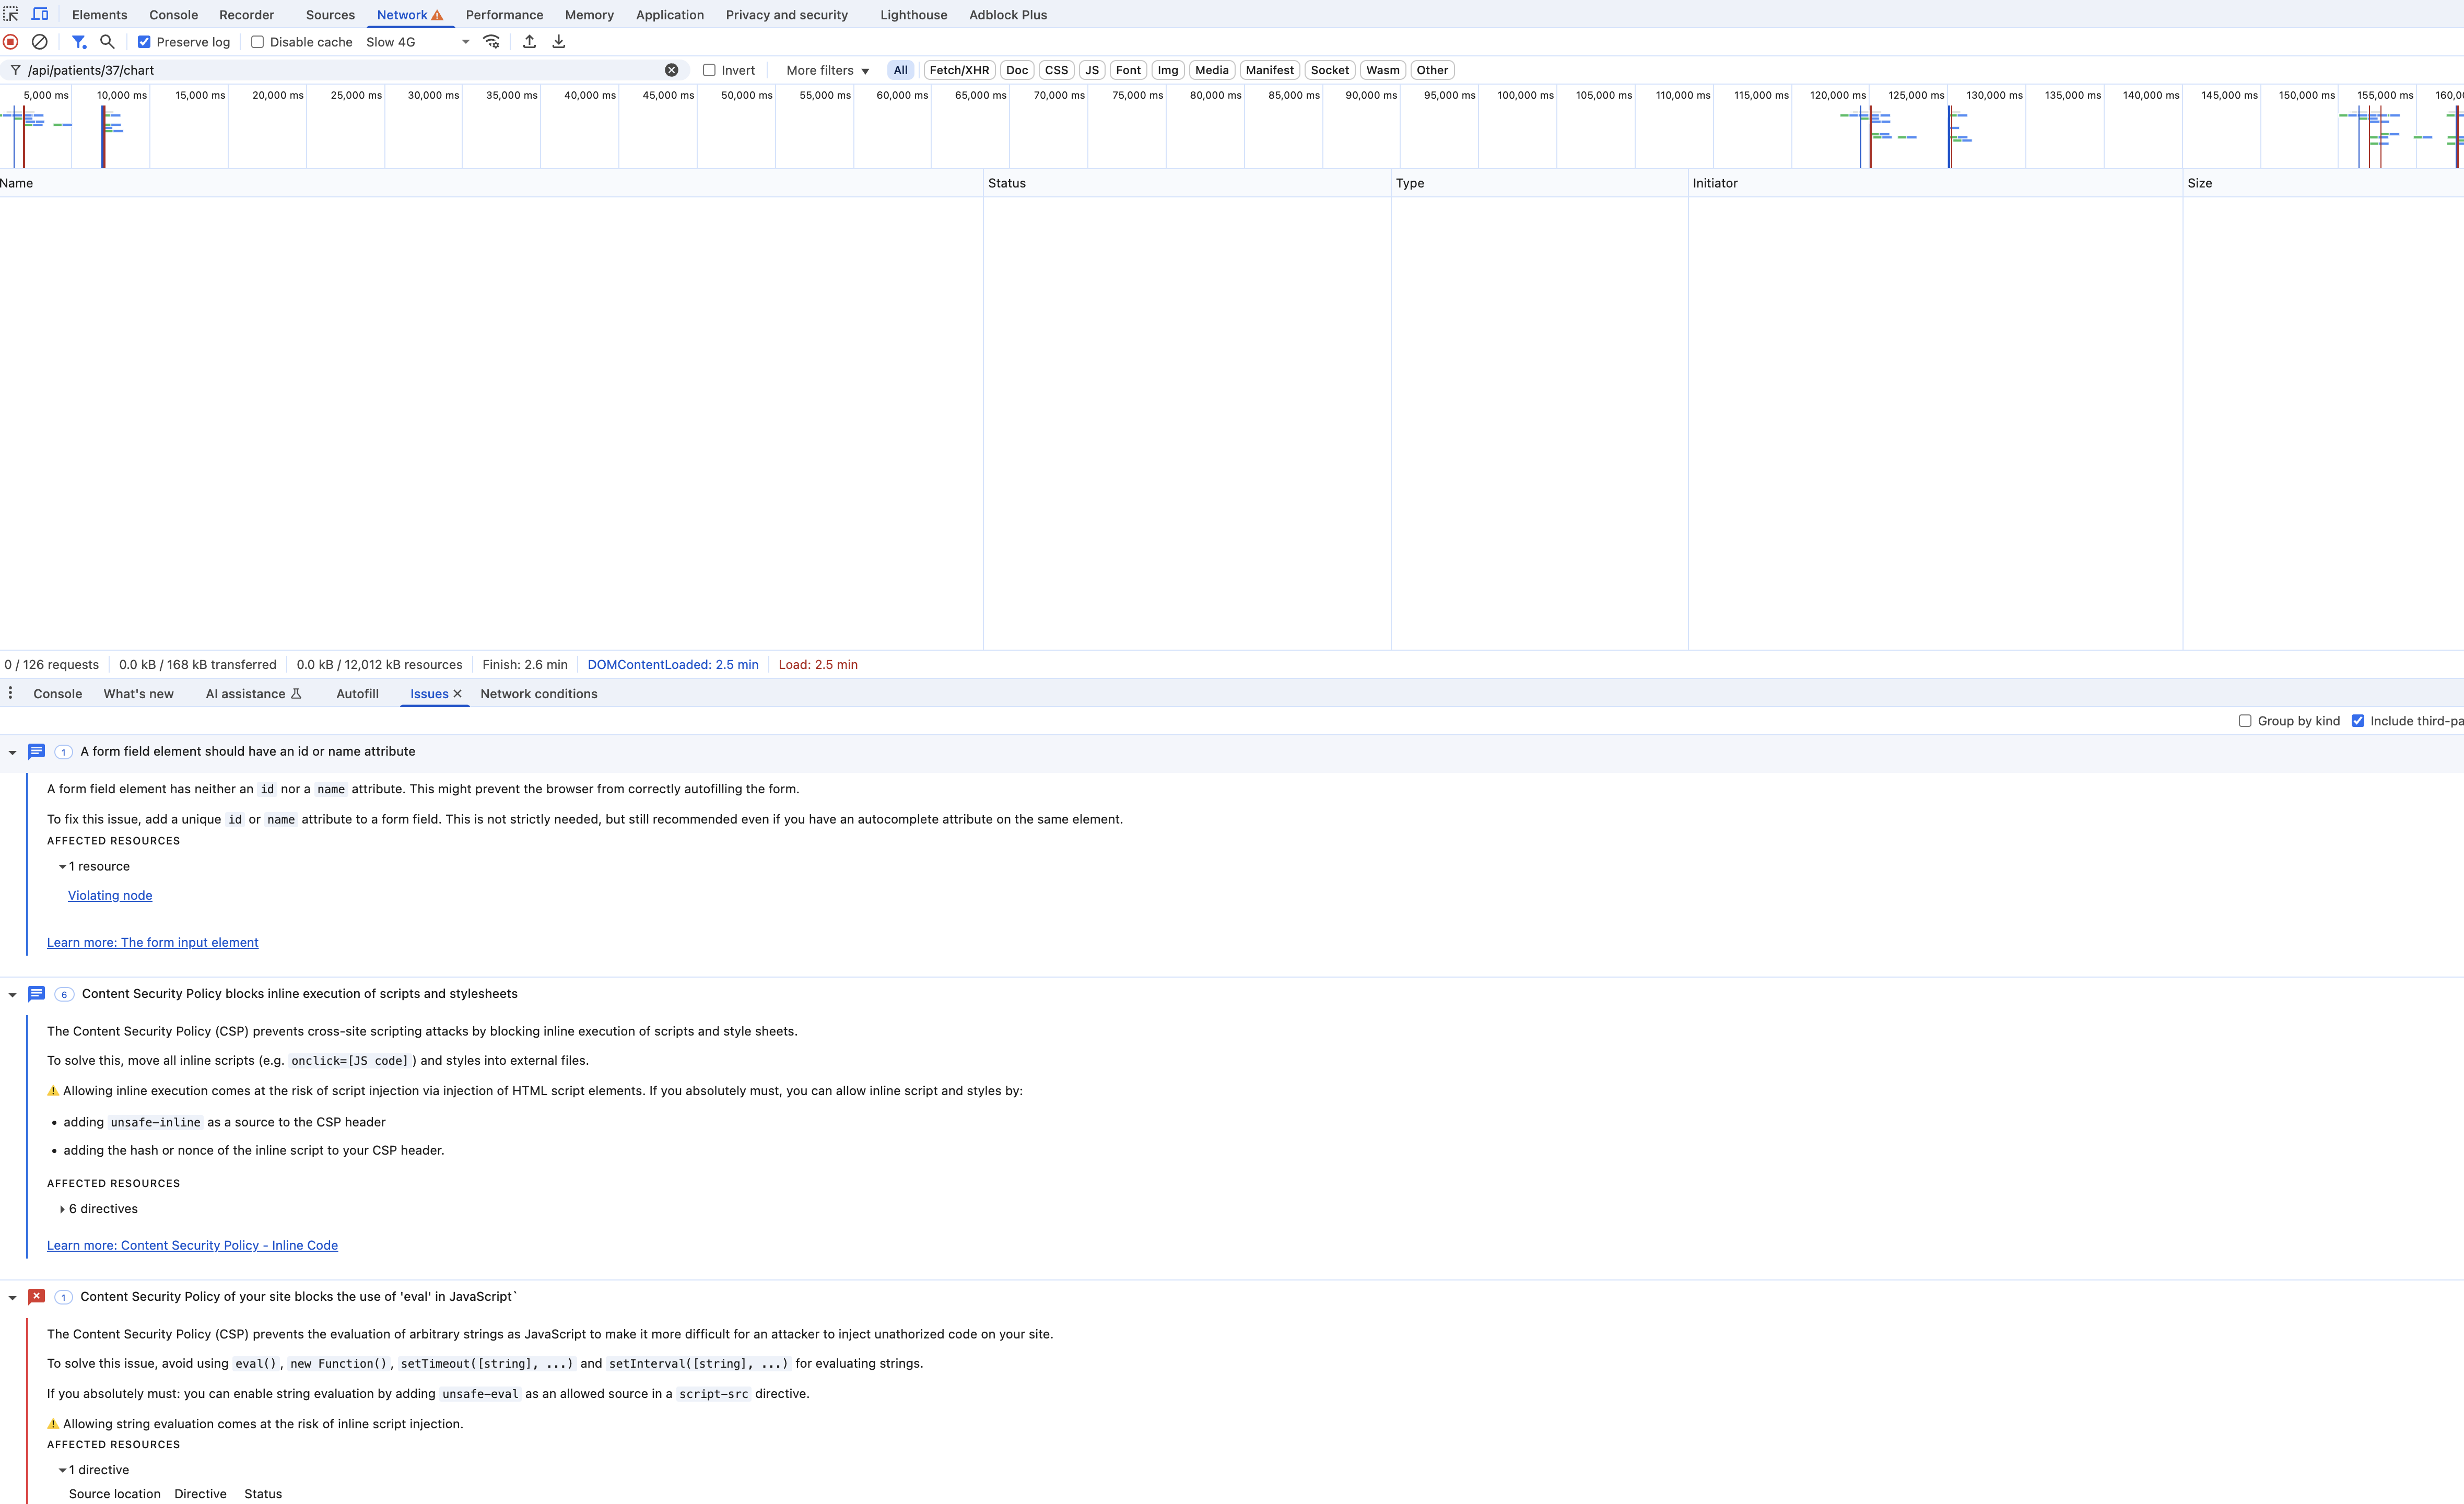 Elements Console Recorder Sources Network Performance Memory Application Privacy and security Lighthouse Adblock Plus
Preserve log Disable cache Slow 4G
/api/patients/37/chart Invert More filters All Fetch/XHR Doc CSS JS Font Img Media Manifest Socket Wasm Other
5,000 ms 10,000 ms 15,000 ms 20,000 ms 25,000 ms 30,000 ms 35,000 ms 40,000 ms 45,000 ms 50,000 ms 55,000 ms 60,000 ms 65,000 ms 70,000 ms 75,000 ms 80,000 ms 85,000 ms 90,000 ms 95,000 ms 100,000 ms 105,000 ms 110,000 ms 115,000 ms 120,000 ms 125,000 ms 130,000 ms 135,000 ms 140,000 ms 145,000 ms 150,000 ms 155,000 ms 160,0
Name Status Type Initiator Size
0 / 126 requests 0.0 kB / 168 kB transferred 0.0 kB / 12,012 kB resources Finish: 2.6 min DOMContentLoaded: 2.5 min Load: 2.5 min
Console What's new AI assistance Autofill Issues Network conditions
Group by kind Include third-pa
1 A form field element should have an id or name attribute
A form field element has neither an id nor a name attribute. This might prevent the browser from correctly autofilling the form.
To fix this issue, add a unique id or name attribute to a form field. This is not strictly needed, but still recommended even if you have an autocomplete attribute on the same element.
AFFECTED RESOURCES
1 resource
Violating node
Learn more: The form input element
6 Content Security Policy blocks inline execution of scripts and stylesheets
The Content Security Policy (CSP) prevents cross-site scripting attacks by blocking inline execution of scripts and style sheets.
To solve this, move all inline scripts (e.g. onclick=[JS code] ) and styles into external files.
⚠ Allowing inline execution comes at the risk of script injection via injection of HTML script elements. If you absolutely must, you can allow inline script and styles by:
• adding unsafe-inline as a source to the CSP header
• adding the hash or nonce of the inline script to your CSP header.
AFFECTED RESOURCES
6 directives
Learn more: Content Security Policy - Inline Code
1 Content Security Policy of your site blocks the use of 'eval' in JavaScript`
The Content Security Policy (CSP) prevents the evaluation of arbitrary strings as JavaScript to make it more difficult for an attacker to inject unathorized code on your site.
To solve this issue, avoid using eval() , new Function() , setTimeout([string], ...) and setInterval([string], ...) for evaluating strings.
If you absolutely must: you can enable string evaluation by adding unsafe-eval as an allowed source in a script-src directive.
⚠ Allowing string evaluation comes at the risk of inline script injection.
AFFECTED RESOURCES
1 directive
Source location Directive Status